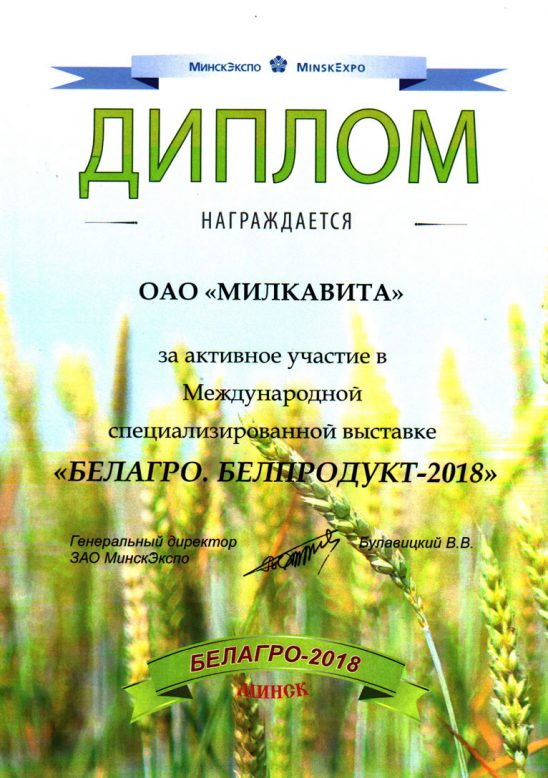 МинскЭкспо MinskExpo
ДИПЛОМ
НАГРАЖДАЕТСЯ
ОАО «МИЛКАВИТА»
за активное участие в
Международной
специализированной выставке
«БЕЛАГРО. БЕЛПРОДУКТ-2018»
Генеральный директор Булавицкий В.В.
ЗАО МинскЭкспо
БЕЛАГРО-2018
МИНСК